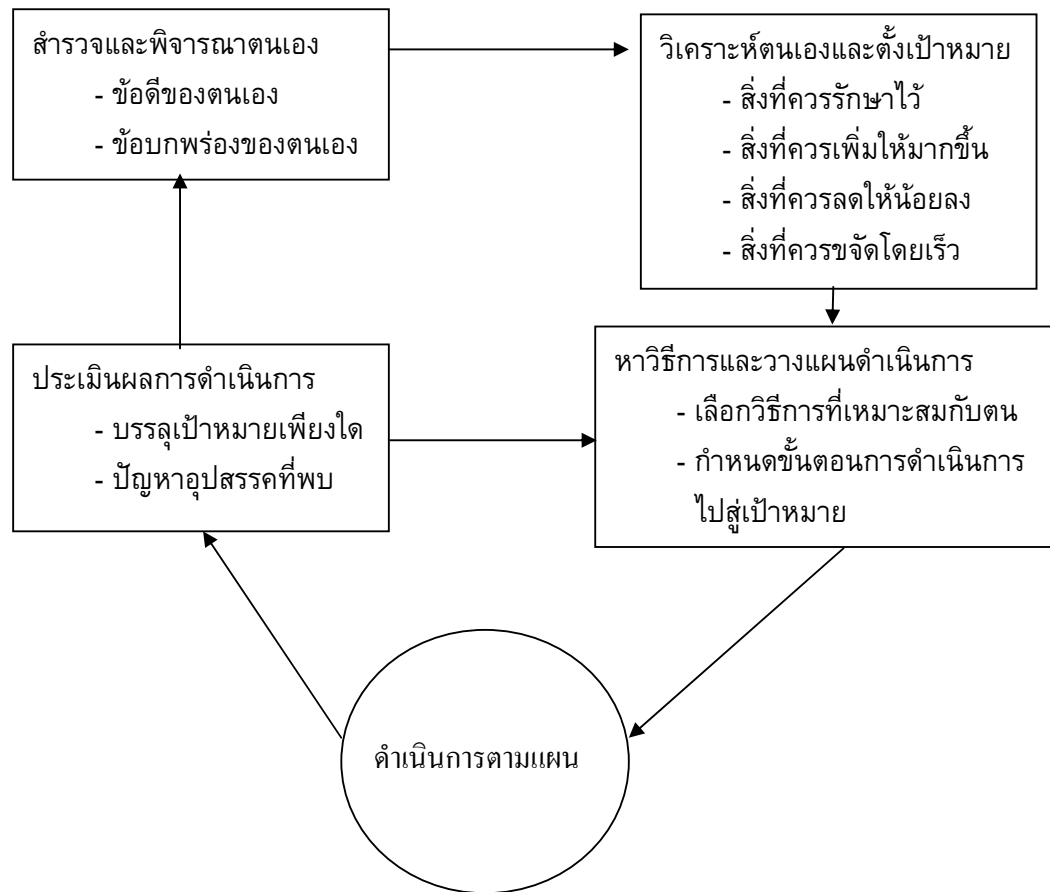 สำรวจและพิจารณาตนเอง
- ข้อดีของตนเอง
- ข้อบกพร่องของตนเอง
วิเคราะห์ตนเองและตั้งเป้าหมาย
- สิ่งที่ควรรักษาไว้
- สิ่งที่ควรเพิ่มให้มากขึ้น
- สิ่งที่ควรลดให้น้อยลง
- สิ่งที่ควรขจัดโดยเร็ว
ประเมินผลการดำเนินการ
- บรรลุเป้าหมายเพียงใด
- ปัญหาอุปสรรคที่พบ
หาวิธีการและวางแผนดำเนินการ
- เลือกวิธีการที่เหมาะสมกับตน
- กำหนดขั้นตอนการดำเนินการ
ไปสู่เป้าหมาย
ดำเนินการตามแผน